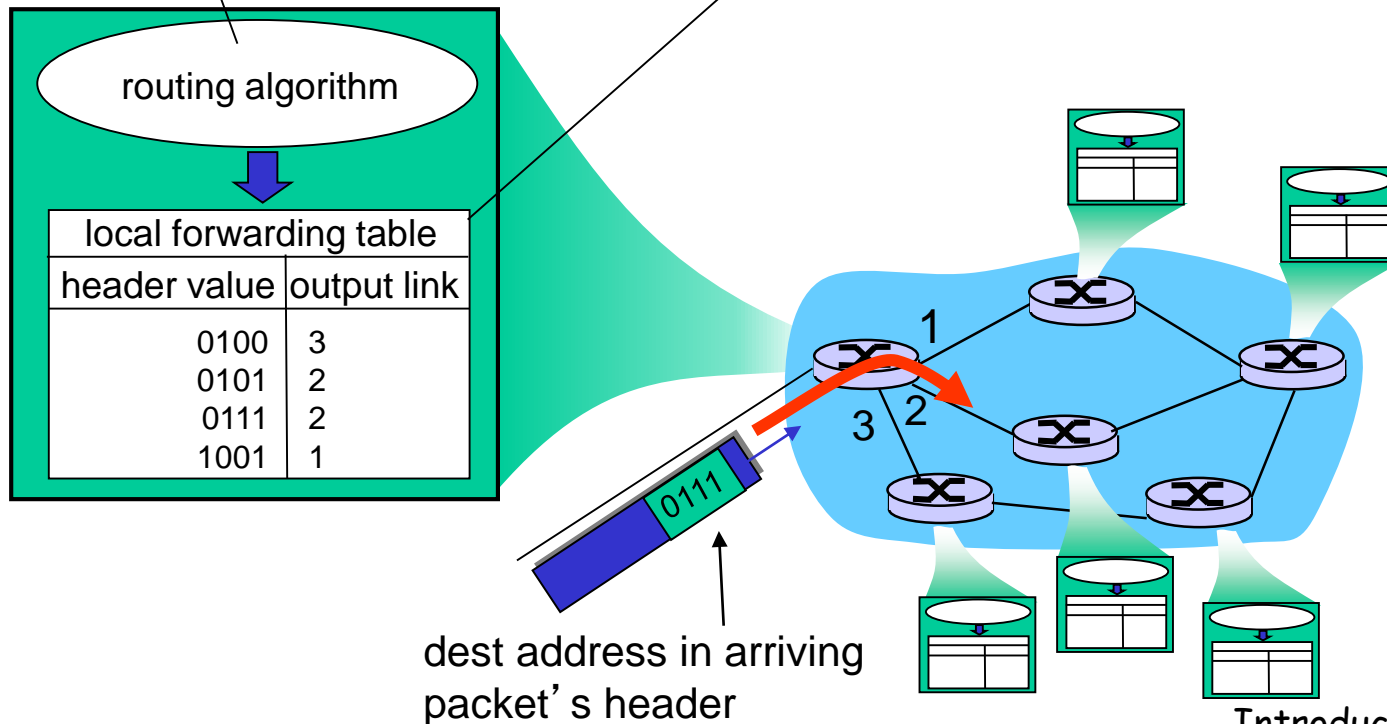 routing algorithm
local forwarding table
header value output link
0100 3
0101 2
0111 2
1001 1
1
2
3
0111
dest address in arriving
packet's header